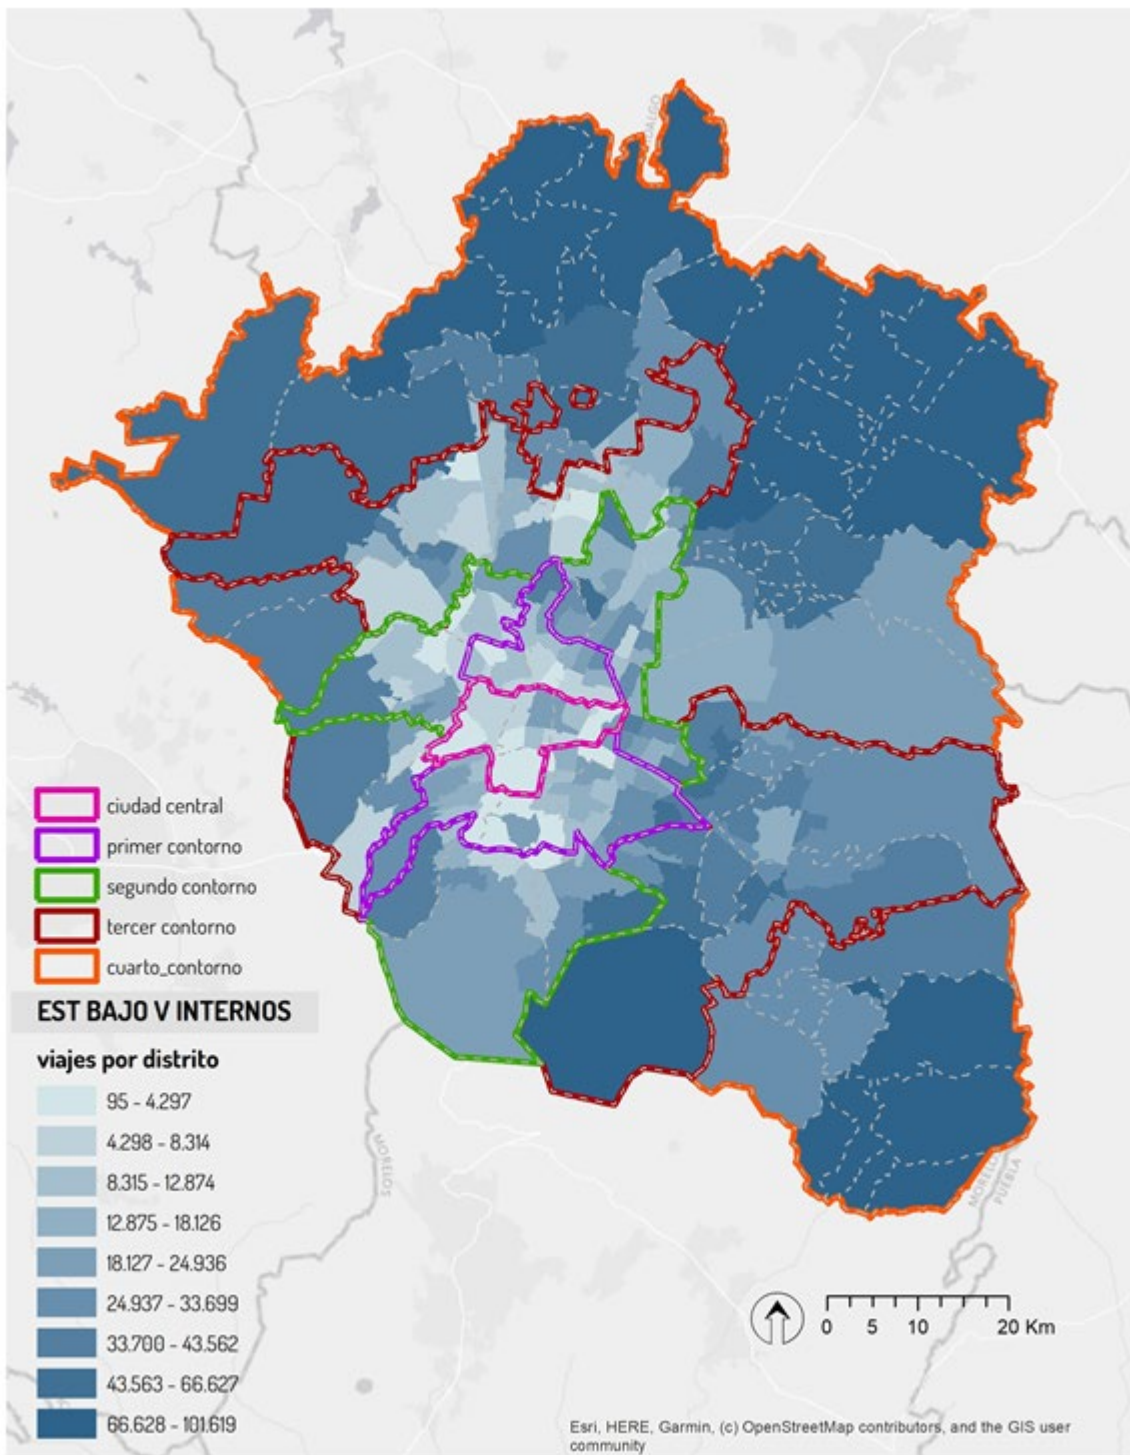 DALGO
ciudad central
primer contorno
segundo contorno
tercer contorno
cuarto_contorno
EST BAJO V INTERNOS
viajes por distrito
95 - 4.297
4.298 - 8.314
8.315 - 12.874
12.875 - 18.126
18.127 - 24.936
24.937 - 33.699
33.700 - 43.562
43.563 - 66.627
66.628 - 101.619
MORELOS
MORELOS
PUEBLA
0 5 10 20 Km
Esri, HERE, Garmin, (c) OpenStreetMap contributors, and the GIS user
community